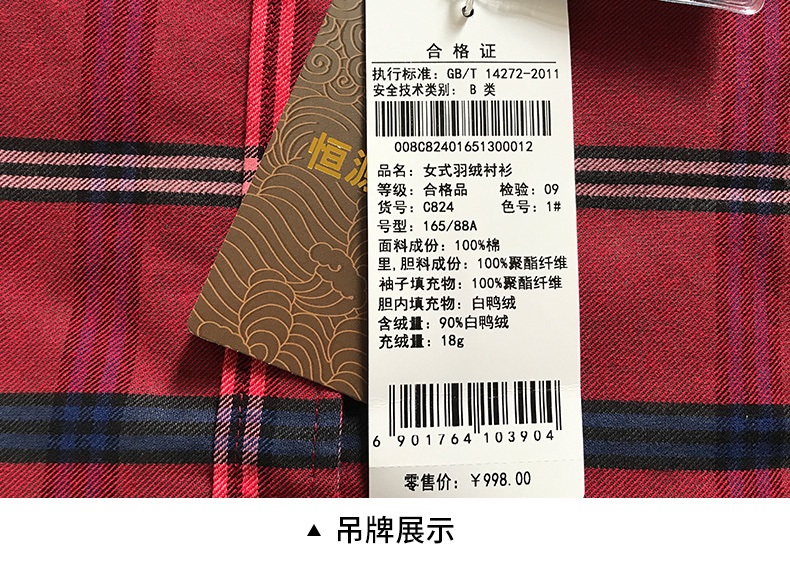 合格证
执行标准：GB/T 14272-2011
安全技术类别： B 类
008C82401651300012
品名：女式羽绒衬衫
等级：合格品 检验：09
货号：C824 色号：1#
号型：165/88A
面料成份：100%棉
里,胆料成份：100%聚酯纤维
袖子填充物：100%聚酯纤维
胆内填充物：白鸭绒
含绒量：90%白鸭绒
充绒量：18g
6 901764 103904
零售价：￥998.00
恒源
▲ 吊牌展示